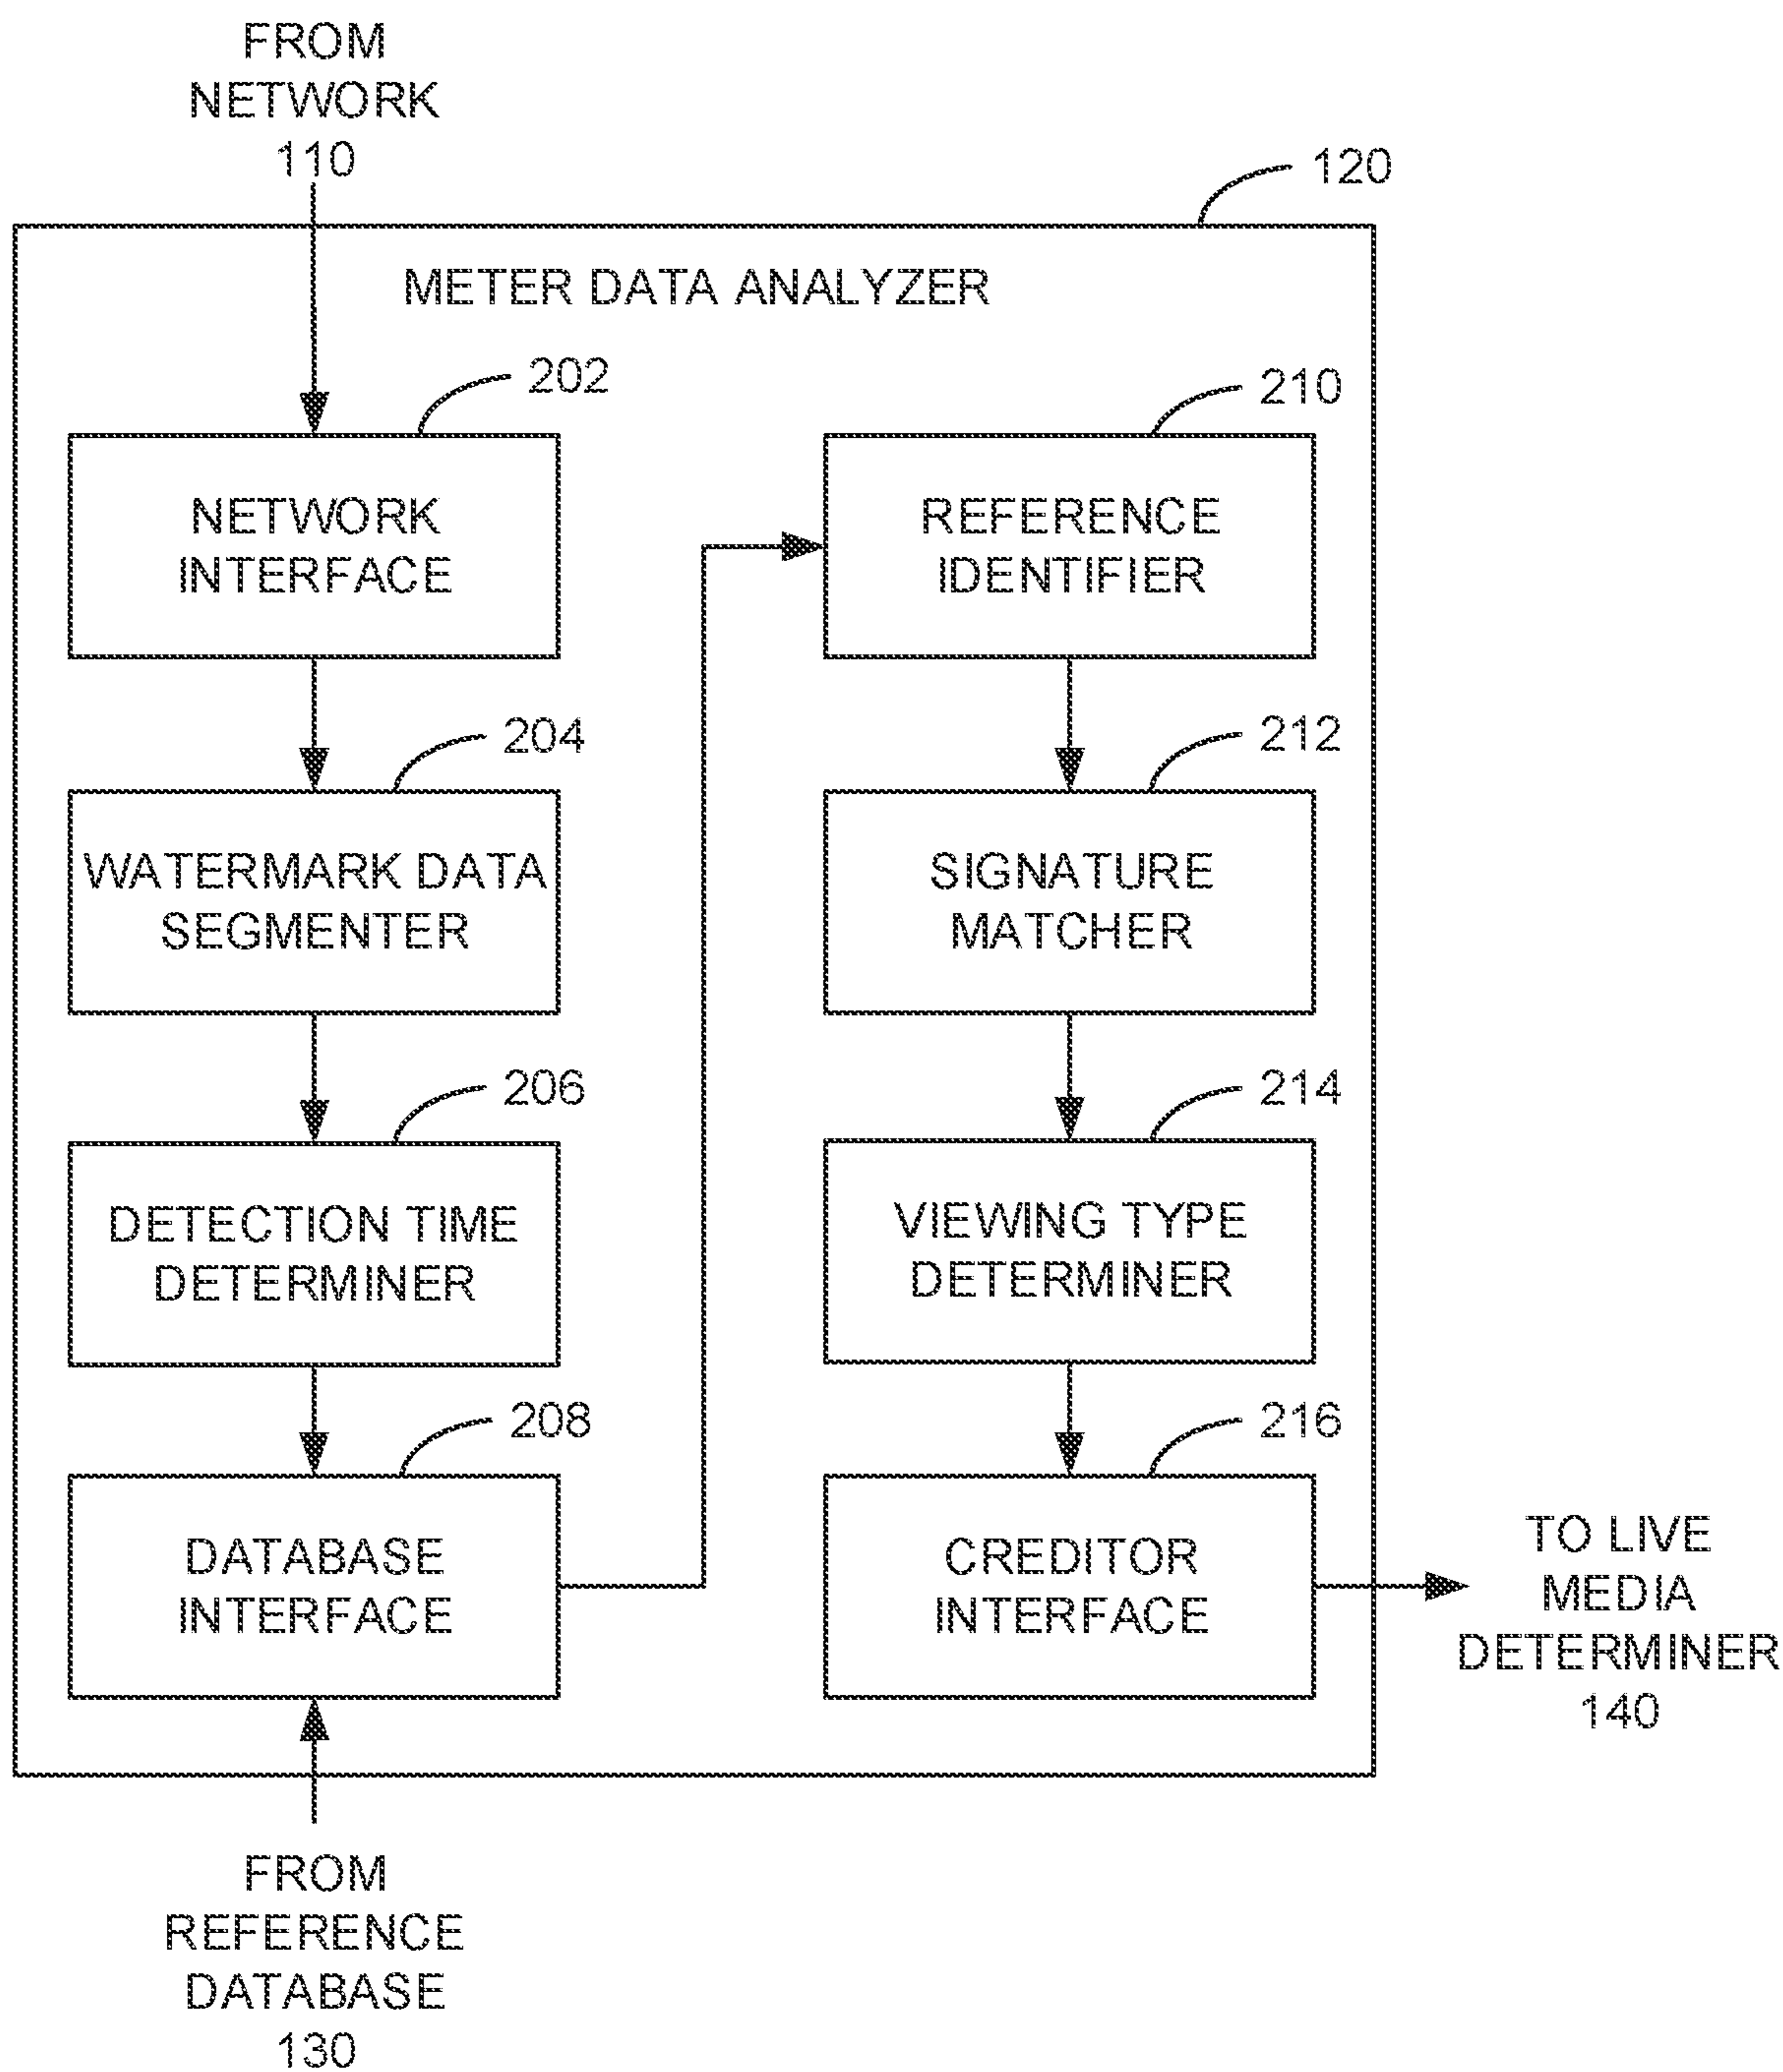 FROM
NETWORK
110
120
METER DATA ANALYZER
202
NETWORK
INTERFACE
204
WATERMARK DATA
SEGMENTER
206
DETECTION TIME
DETERMINER
208
DATABASE
INTERFACE
FROM
REFERENCE
DATABASE
130
210
REFERENCE
IDENTIFIER
212
SIGNATURE
MATCHER
214
VIEWING TYPE
DETERMINER
216
CREDITOR
INTERFACE
TO LIVE
MEDIA
DETERMINER
140